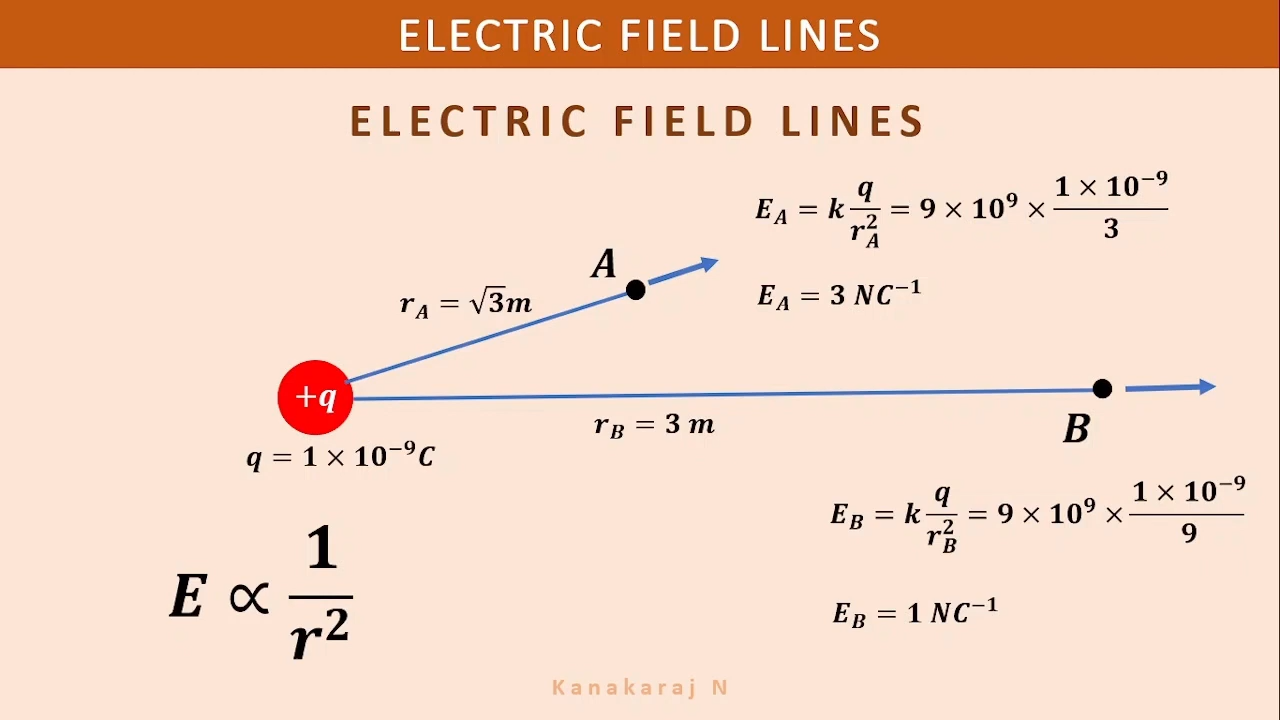 ELECTRIC FIELD LINES
ELECTRIC FIELD LINES
E_A = k q/r_A^2 = 9 × 10^9 × (1 × 10^−9)/3
A
r_A = √3m
E_A = 3 NC^−1
+q
r_B = 3 m
B
q = 1 × 10^−9C
E_B = k q/r_B^2 = 9 × 10^9 × (1 × 10^−9)/9
E ∝ 1/r^2
E_B = 1 NC^−1
Kanakaraj N